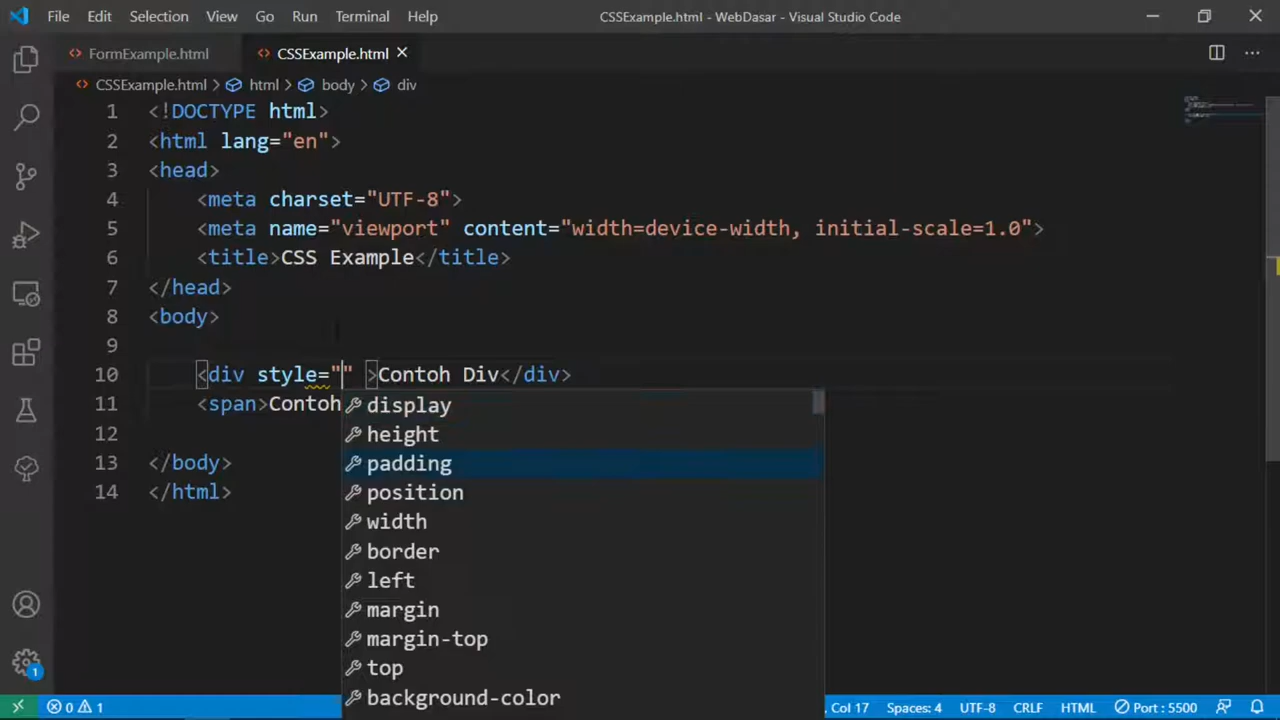 File Edit Selection View Go Run Terminal Help CSSExample.html - WebDasar - Visual Studio Code
FormExample.html CSSExample.html
CSSExample.html > html > body > div
1 <!DOCTYPE html>
2 <html lang="en">
3 <head>
4 <meta charset="UTF-8">
5 <meta name="viewport" content="width=device-width, initial-scale=1.0">
6 <title>CSS Example</title>
7 </head>
8 <body>
9
10 <div style="" >Contoh Div</div>
11 <span>Contoh
display
height
12
padding
13 </body>
position
14 </html>
width
border
left
margin
margin-top
top
1
background-color
0 1 , Col 17 Spaces: 4 UTF-8 CRLF HTML Port : 5500